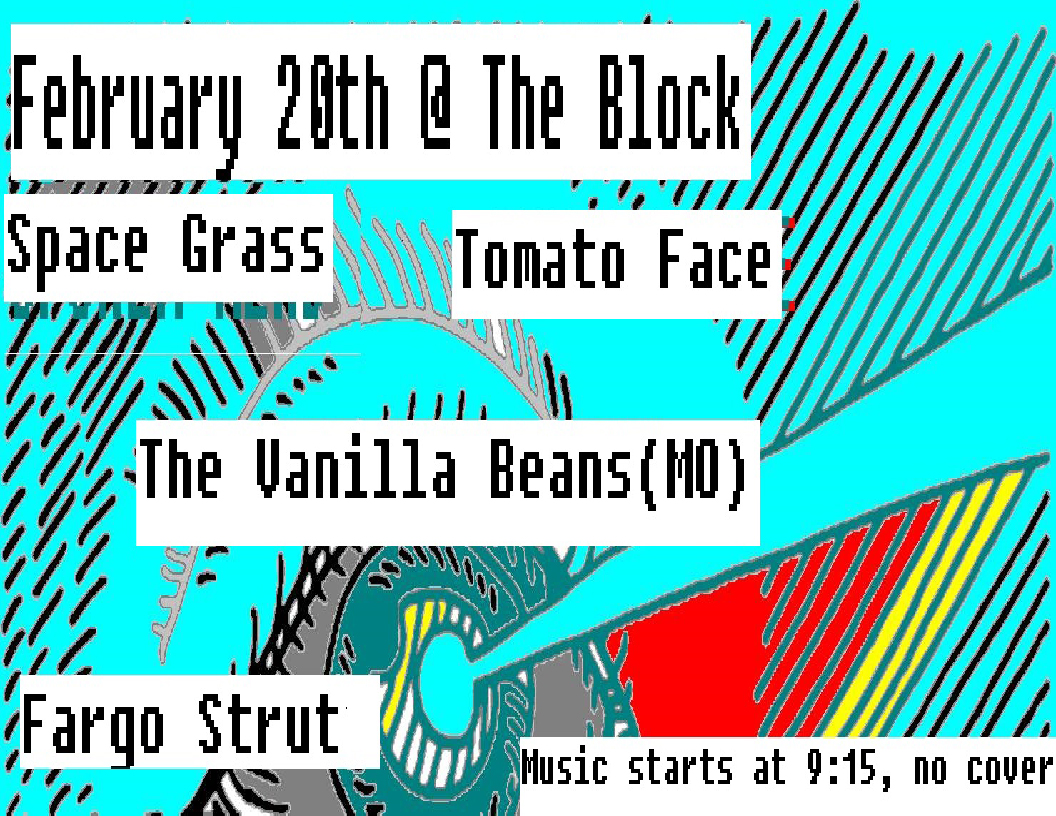 February 20th @ The Block
Space Grass
Tomato Face
The Vanilla Beans(MO)
Fargo Strut
Music starts at 9:15, no cover